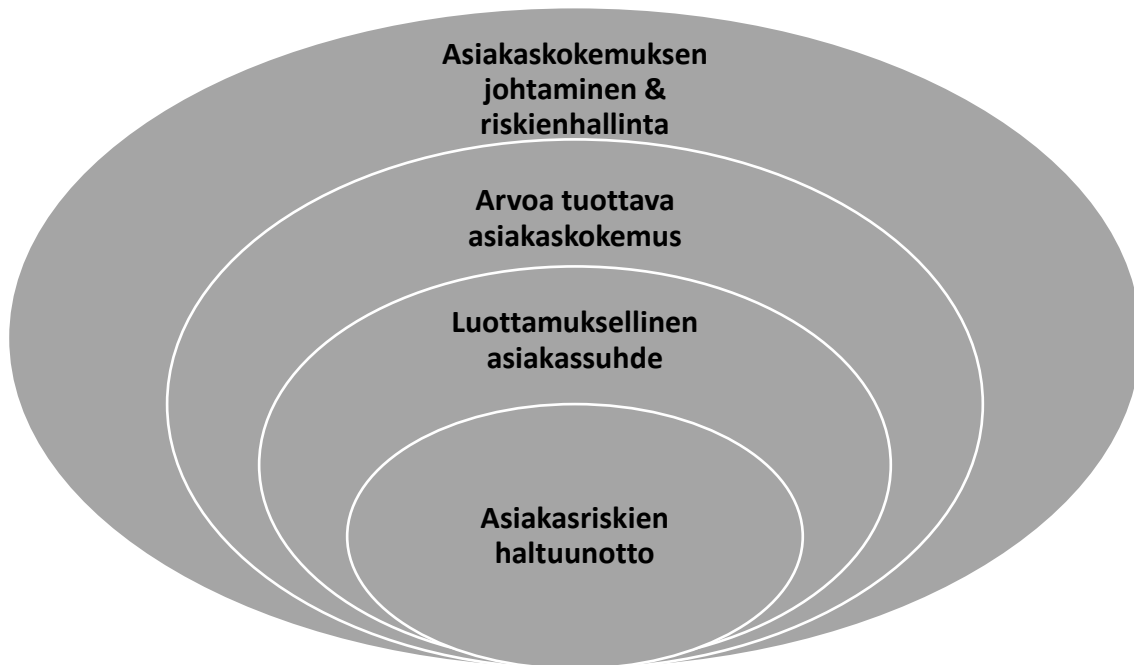 Asiakaskokemuksen
johtaminen &
riskienhallinta
Arvoa tuottava
asiakaskokemus
Luottamuksellinen
asiakassuhde
Asiakasriskien
haltuunotto